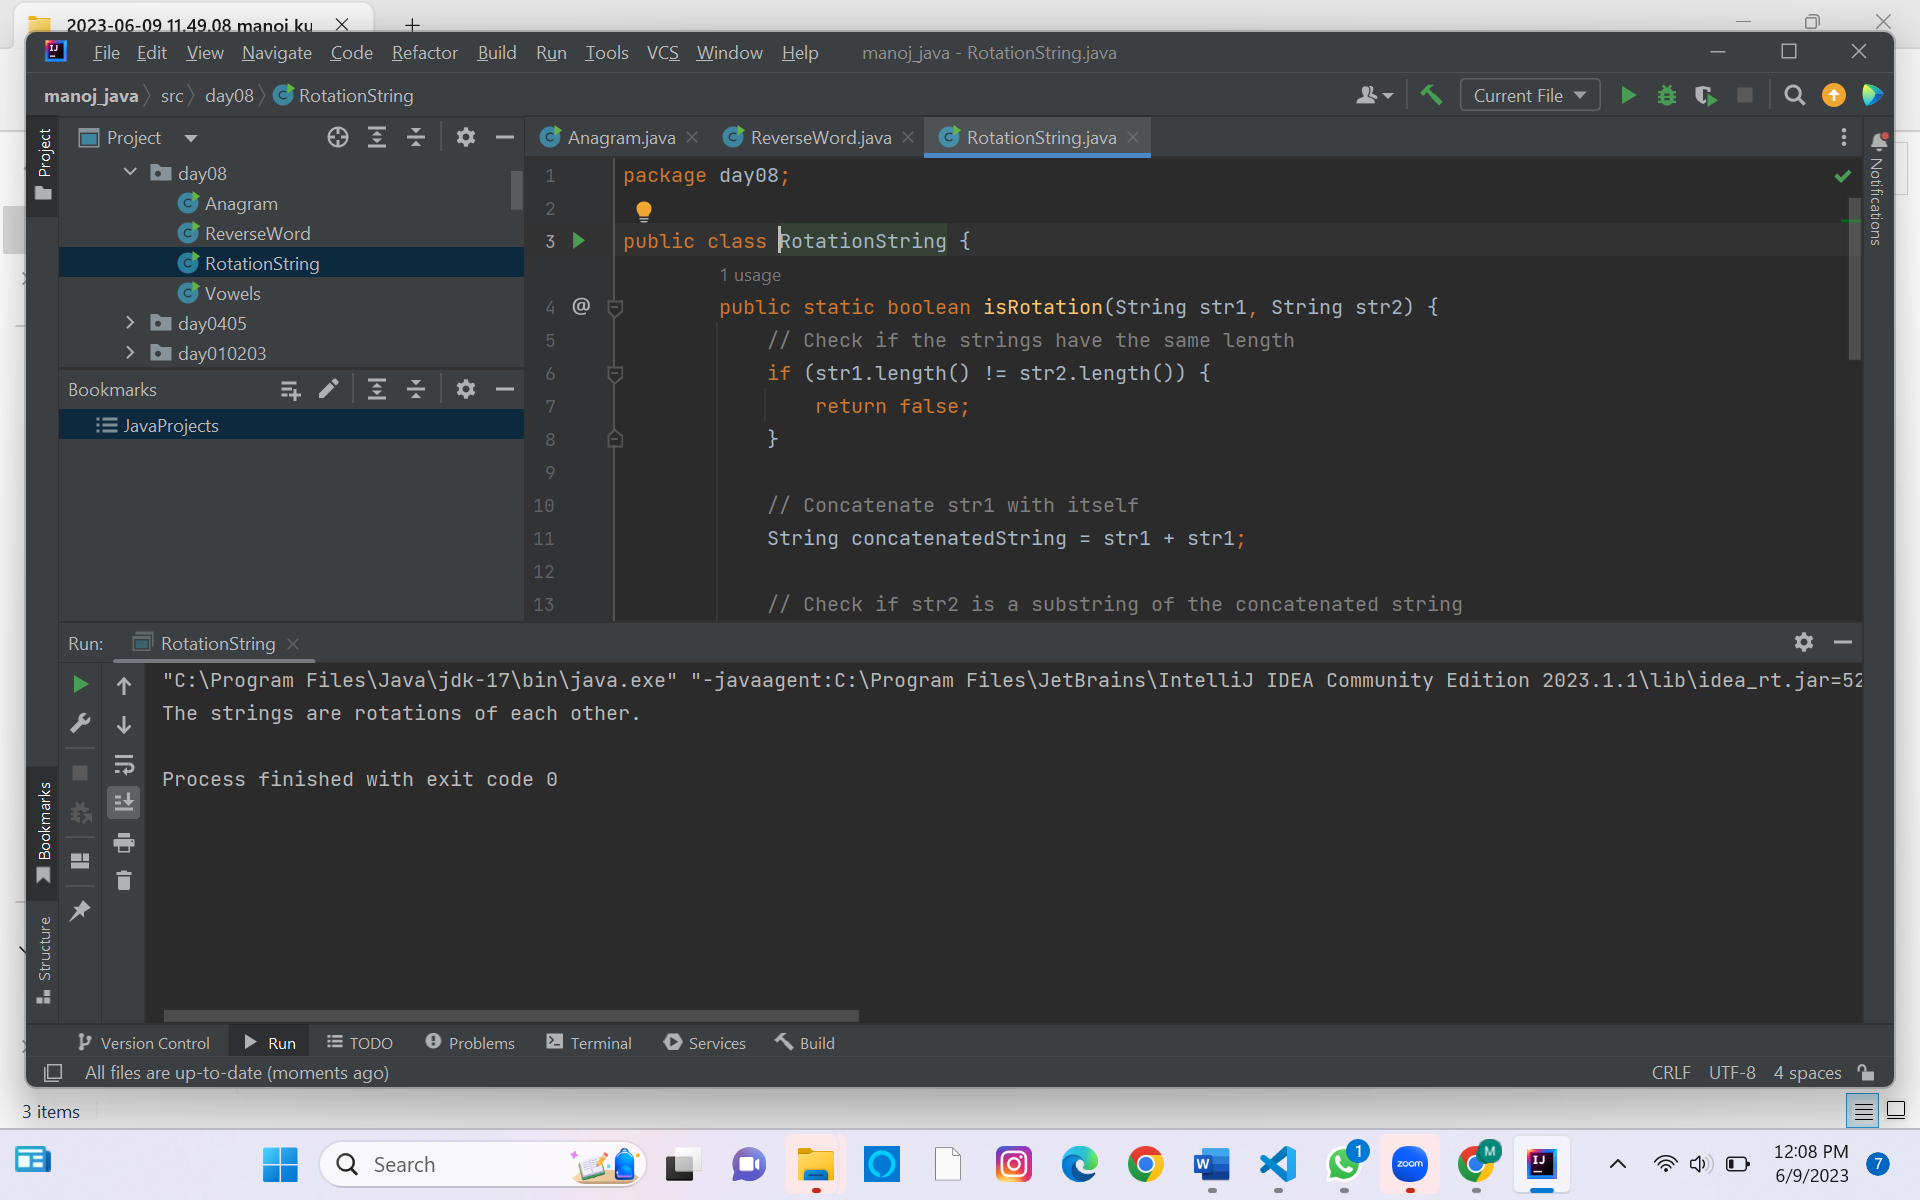 2023-06-09 11.49.08 manoj ku
File Edit View Navigate Code Refactor Build Run Tools VCS Window Help manoj_java - RotationString.java
manoj_java src day08 RotationString Current File
Project
Project
Anagram.java ReverseWord.java RotationString.java
Notifications
day08
Anagram
ReverseWord
RotationString
Vowels
day0405
day010203
Bookmarks
JavaProjects
1 package day08;
2
3 public class RotationString {
1 usage
4 @ public static boolean isRotation(String str1, String str2) {
5 // Check if the strings have the same length
6 if (str1.length() != str2.length()) {
7 return false;
8 }
9
10 // Concatenate str1 with itself
11 String concatenatedString = str1 + str1;
12
13 // Check if str2 is a substring of the concatenated string
Run: RotationString
"C:\Program Files\Java\jdk-17\bin\java.exe" "-javaagent:C:\Program Files\JetBrains\IntelliJ IDEA Community Edition 2023.1.1\lib\idea_rt.jar=52
The strings are rotations of each other.
Process finished with exit code 0
Bookmarks
Structure
Version Control Run TODO Problems Terminal Services Build
All files are up-to-date (moments ago) CRLF UTF-8 4 spaces
3 items
Search
zoom
1
M
12:08 PM
6/9/2023
7